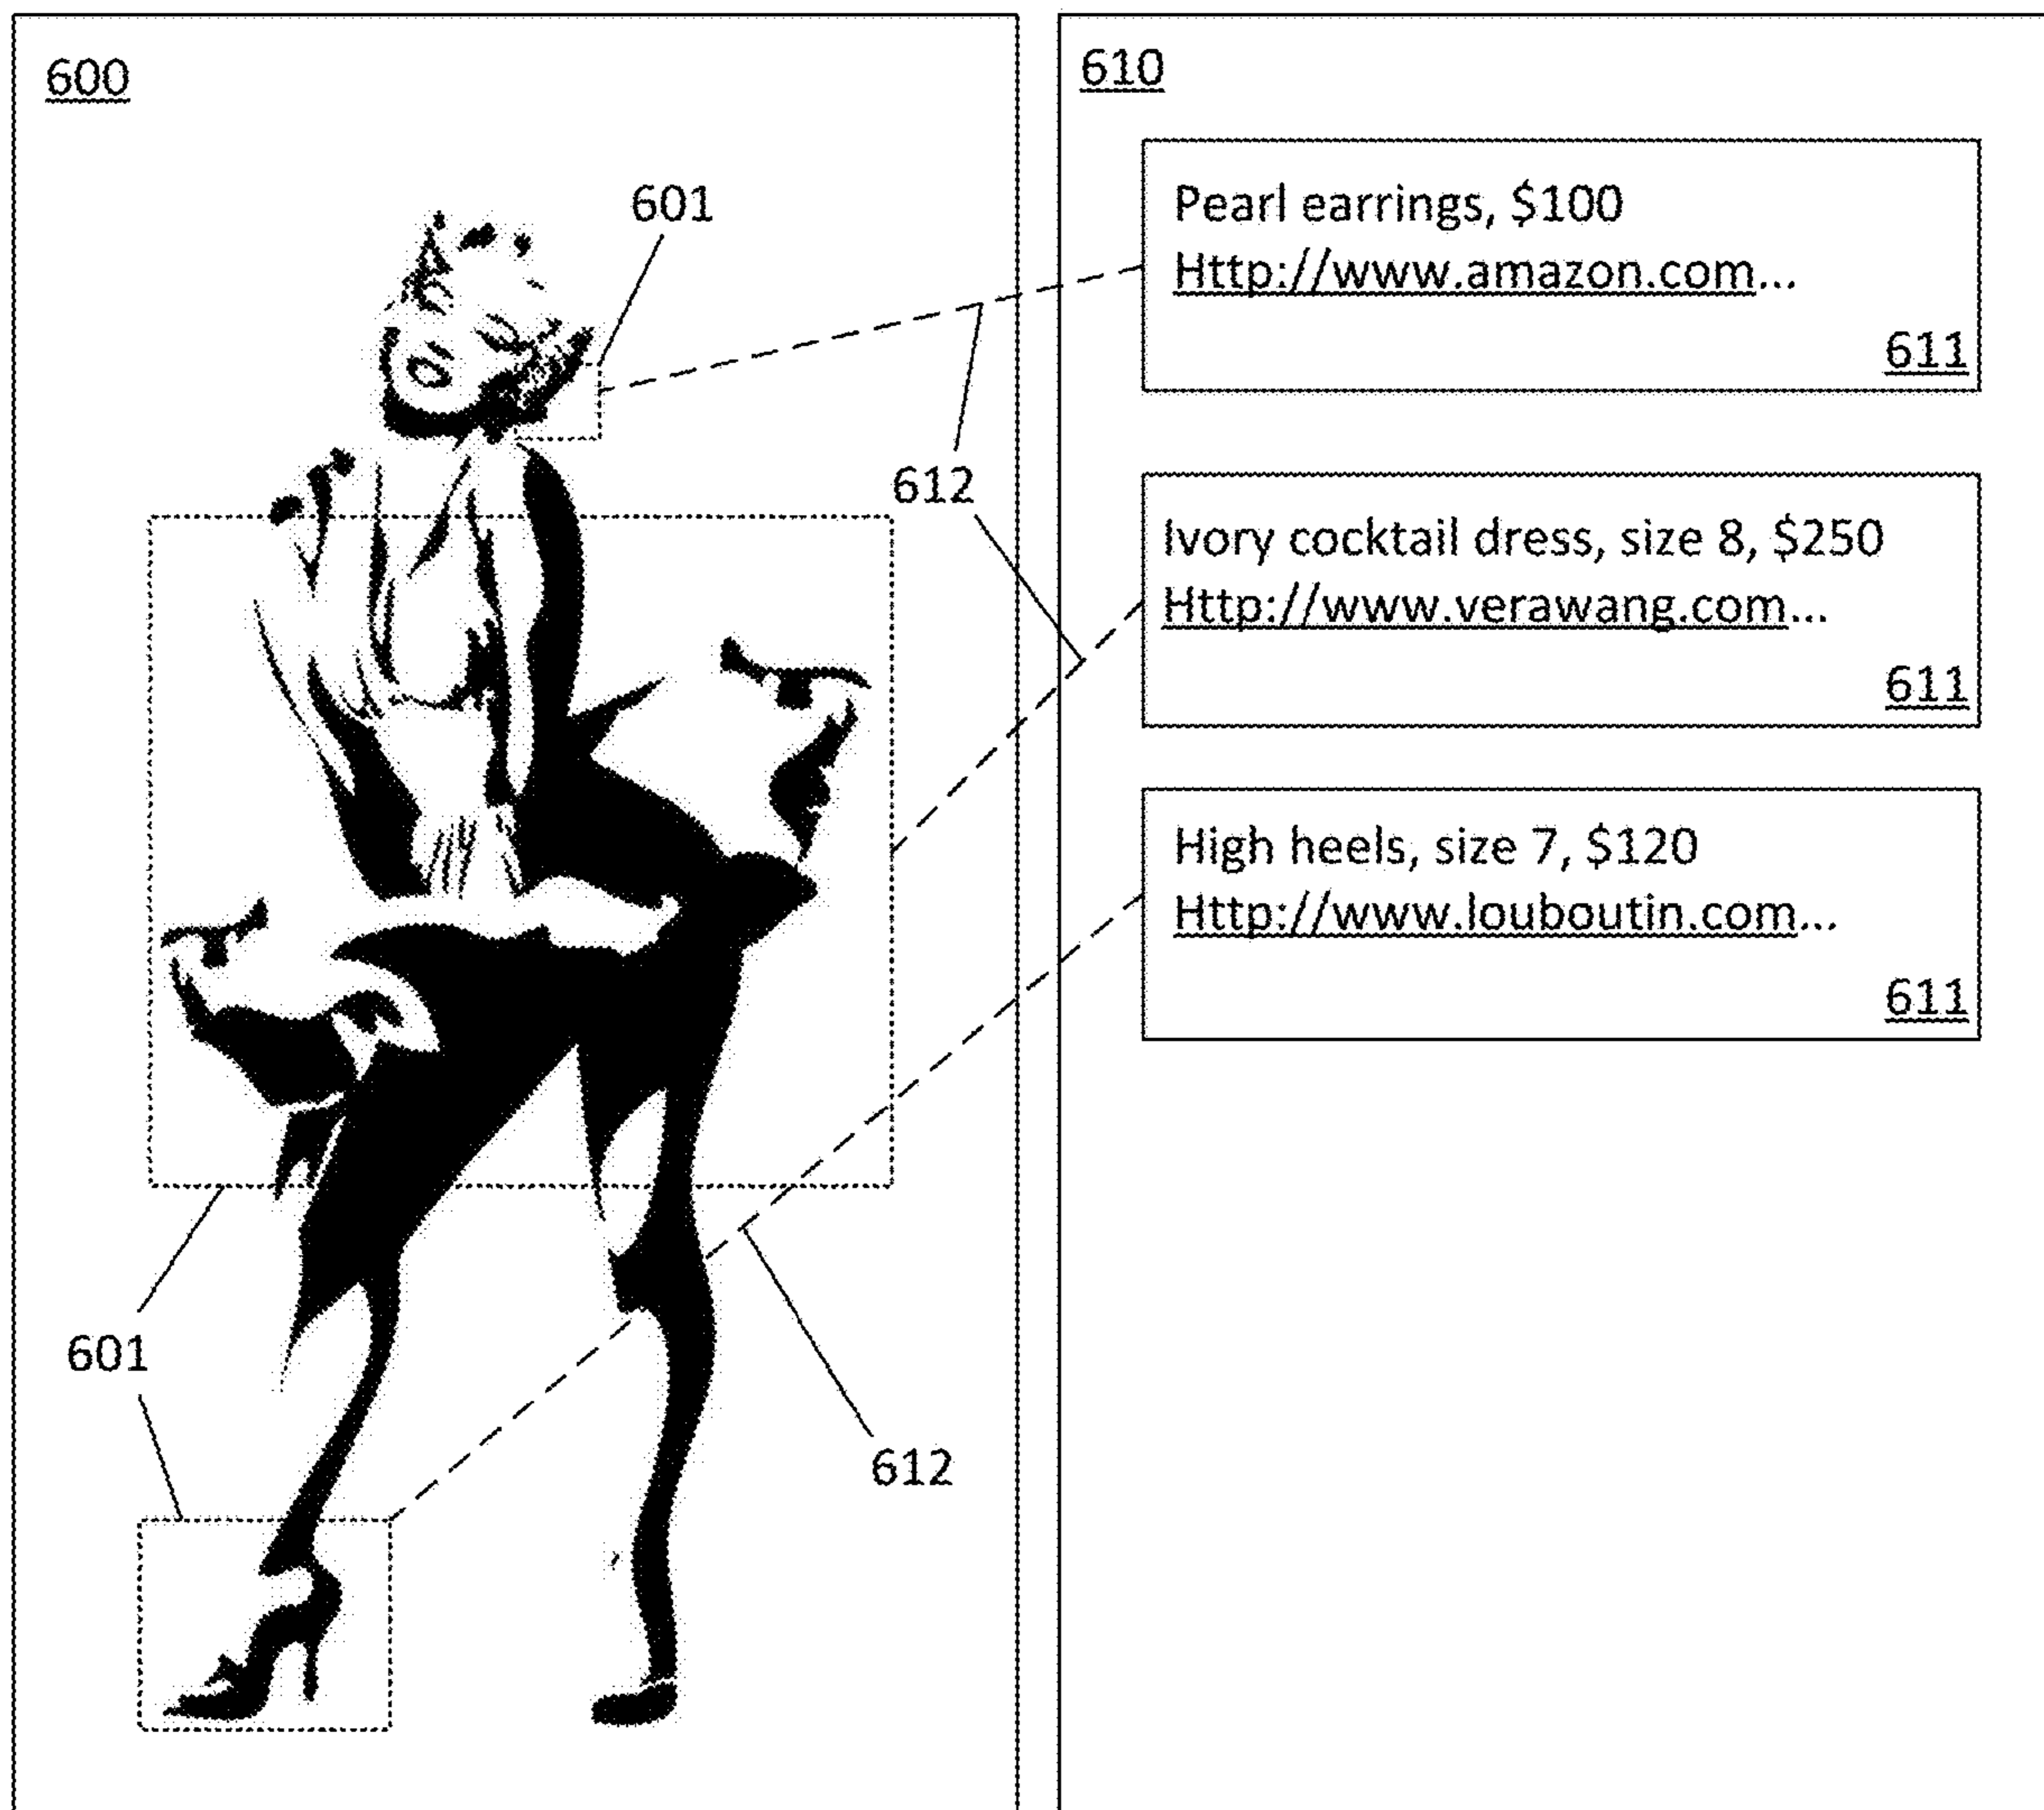 600
601
612
601
612
610
Pearl earrings, $100
Http://www.amazon.com...
611
Ivory cocktail dress, size 8, $250
Http://www.verawang.com...
611
High heels, size 7, $120
Http://www.louboutin.com...
611